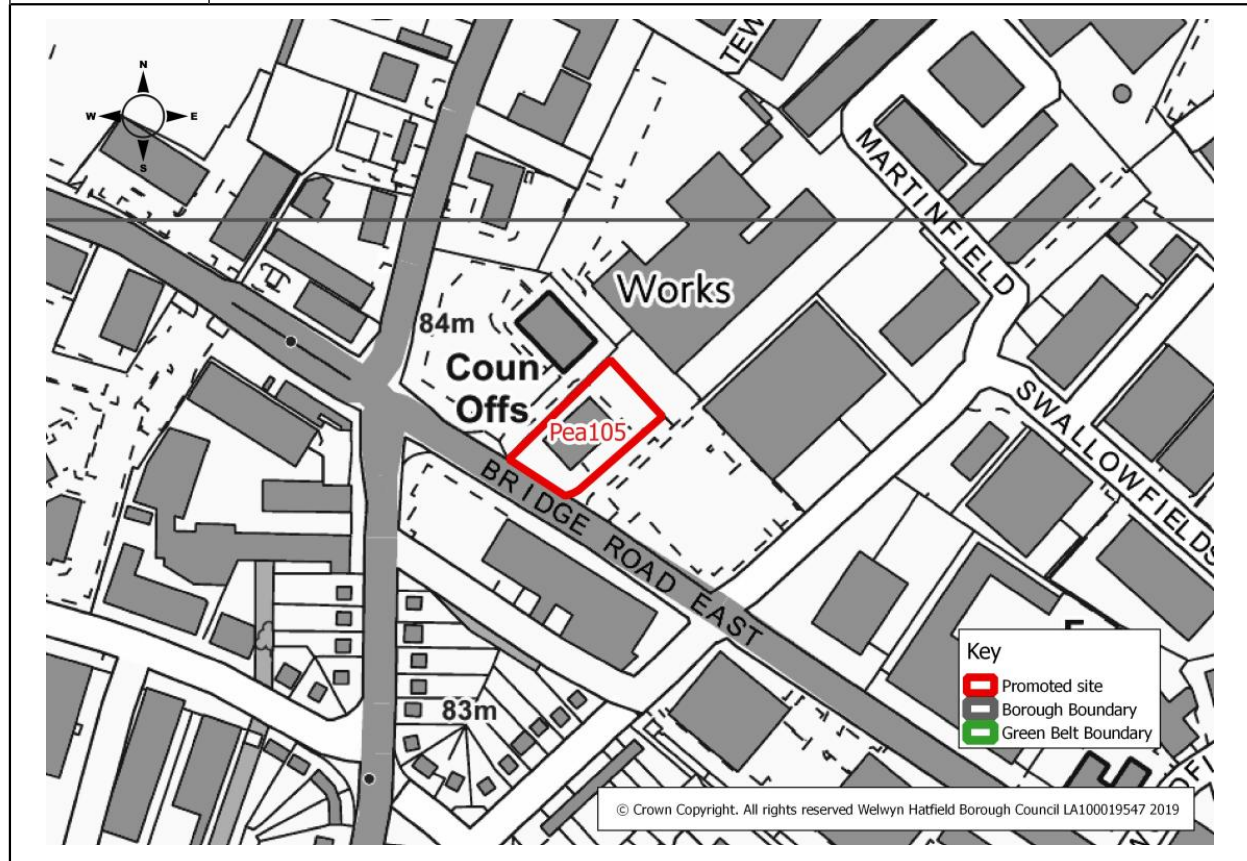 N
W E
S
TEW
MARTINFIELD
Works
84m
Coun
Offs
Pea105
SWALLOWFIELDS
BRIDGE ROAD EAST
83m
Key
Promoted site
Borough Boundary
Green Belt Boundary
© Crown Copyright. All rights reserved Welwyn Hatfield Borough Council LA100019547 2019